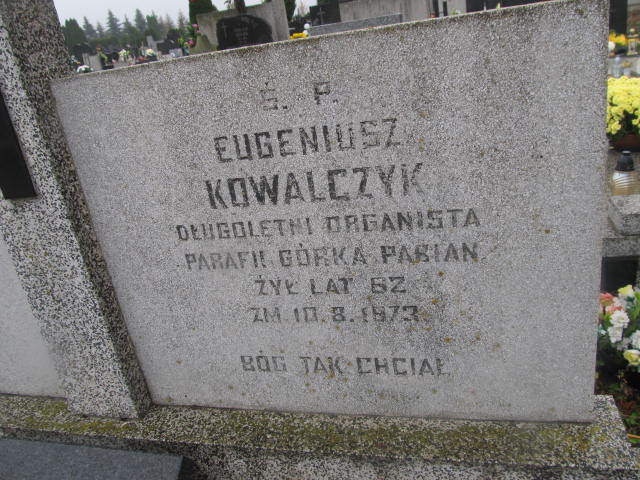 Ś. P.
EUGENIUSZ
KOWALCZYK
DŁUGOLETNI ORGANISTA
PARAFII GÓRKA PABIAN
ŻYŁ LAT 62
ZM 10.8.1973
BÓG TAK CHCIAŁ